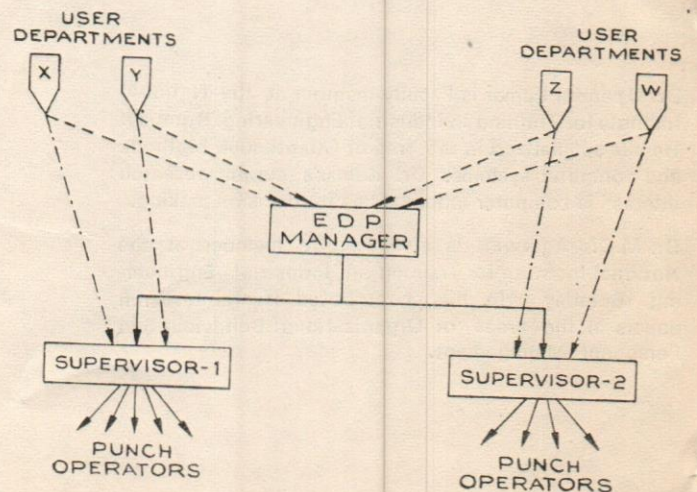 USER
DEPARTMENTS
X
Y
USER
DEPARTMENTS
Z
W
EDP
MANAGER
SUPERVISOR-1
SUPERVISOR-2
PUNCH
OPERATORS
PUNCH
OPERATORS